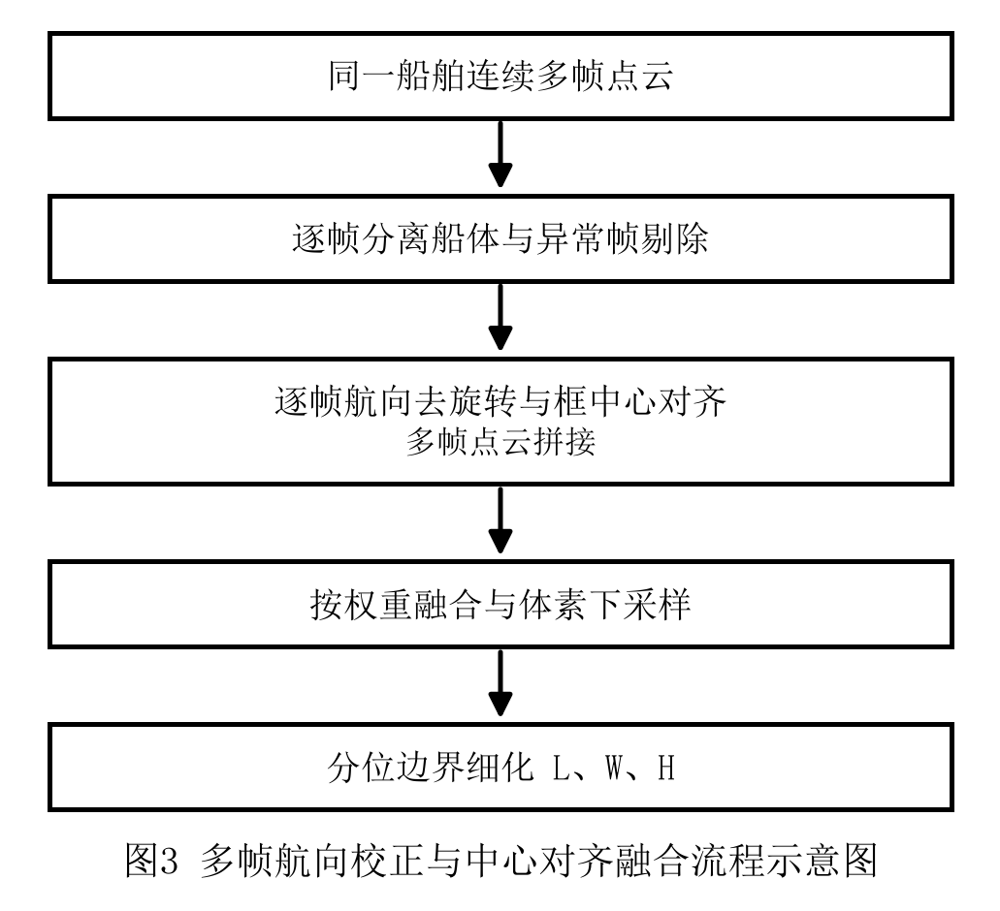 同一船舶连续多帧点云
逐帧分离船体与异常帧剔除
逐帧航向去旋转与框中心对齐
多帧点云拼接
按权重融合与体素下采样
分位边界细化 L、W、H
图3 多帧航向校正与中心对齐融合流程示意图